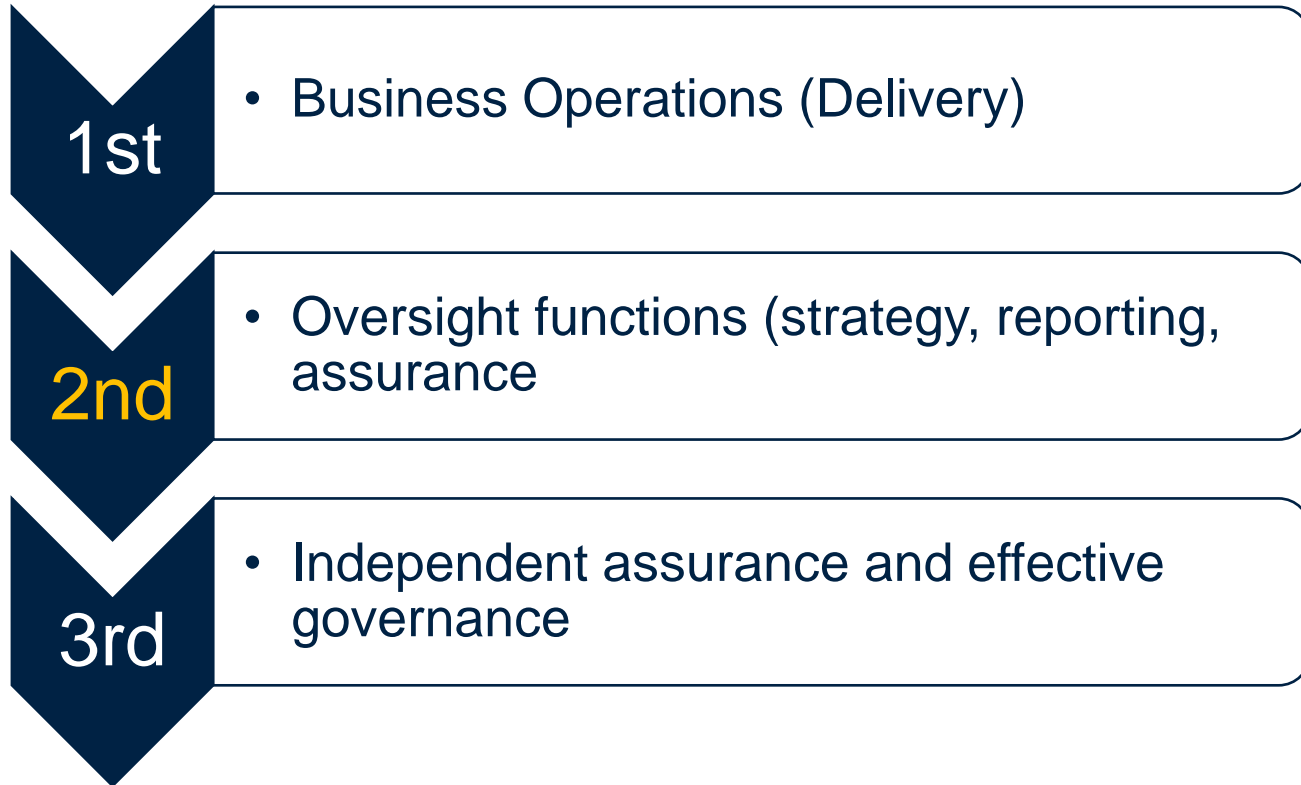 1st
• Business Operations (Delivery)
2nd
• Oversight functions (strategy, reporting,
assurance
3rd
• Independent assurance and effective
governance